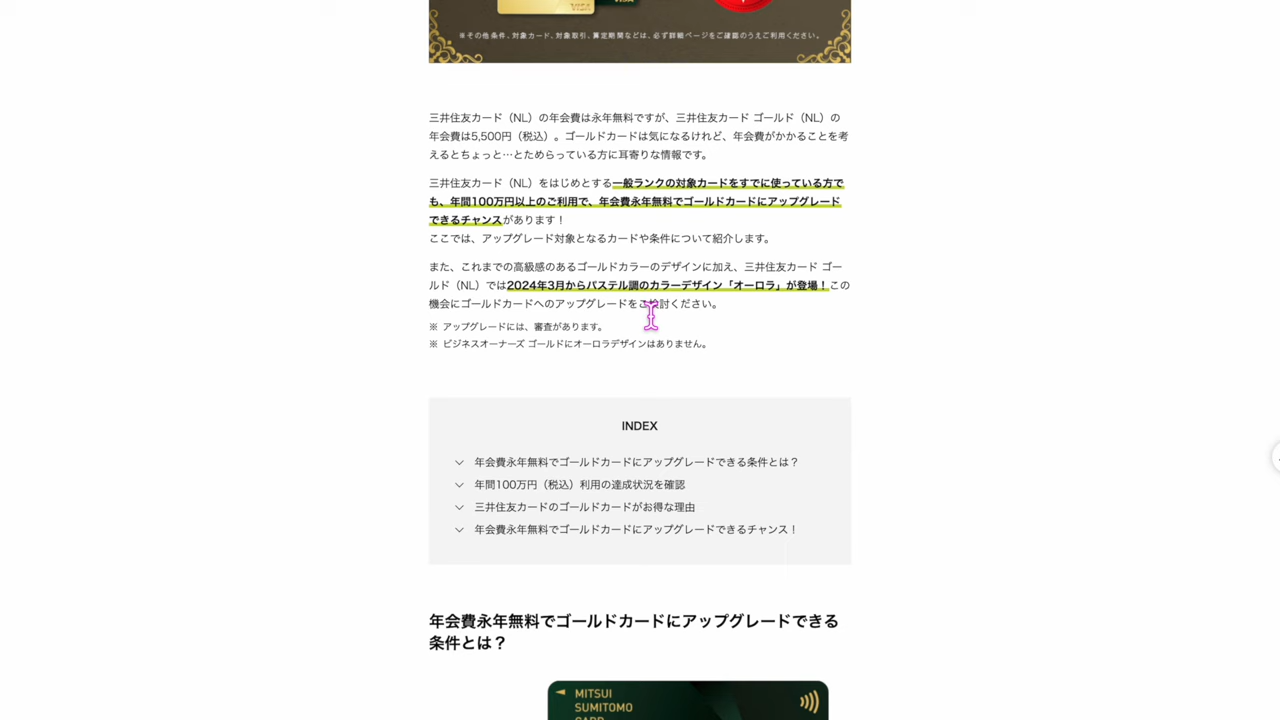 ※その他条件、対象カード、対象取引、算定期間などは、必ず詳細ページをご確認のうえご利用ください。
三井住友カード（NL）の年会費は永年無料ですが、三井住友カード ゴールド（NL）の
年会費は5,500円（税込）。ゴールドカードは気になるけれど、年会費がかかることを考
えるとちょっと…とためらっている方に耳寄りな情報です。
三井住友カード（NL）をはじめとする一般ランクの対象カードをすでに使っている方で
も、年間100万円以上のご利用で、年会費永年無料でゴールドカードにアップグレード
できるチャンスがあります！
ここでは、アップグレード対象となるカードや条件について紹介します。
また、これまでの高級感のあるゴールドカラーのデザインに加え、三井住友カード ゴー
ルド（NL）では2024年3月からパステル調のカラーデザイン「オーロラ」が登場！この
機会にゴールドカードへのアップグレードをご検討ください。
※ アップグレードには、審査があります。
※ ビジネスオーナーズ ゴールドにオーロラデザインはありません。
INDEX
年会費永年無料でゴールドカードにアップグレードできる条件とは？
年間100万円（税込）利用の達成状況を確認
三井住友カードのゴールドカードがお得な理由
年会費永年無料でゴールドカードにアップグレードできるチャンス！
年会費永年無料でゴールドカードにアップグレードできる
条件とは？
MITSUI
SUMITOMO
CARD